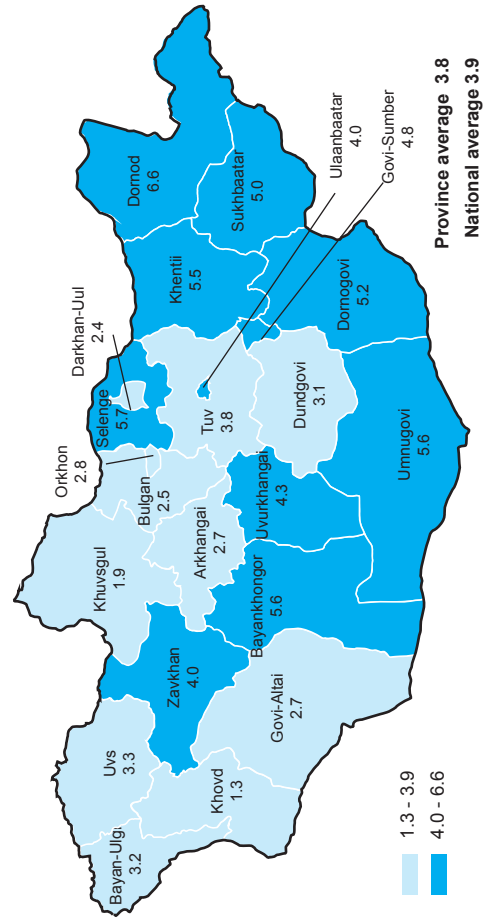 Bayan-Ulgi
3.2
Uvs
3.3
Khovd
1.3
Zavkhan
4.0
Govi-Altai
2.7
Khuvsgul
1.9
Orkhon
2.8
Bulgan
2.5
Arkhangai
2.7
Bayankhongor
5.6
Uvurkhangai
4.3
Darkhan-Uul
2.4
Selenge
5.7
Tuv
3.8
Dundgovi
3.1
Umnugovi
5.6
Khentii
5.5
Dornod
6.6
Sukhbaatar
5.0
Dornogovi
5.2
Ulaanbaatar
4.0
Govi-Sumber
4.8
1.3 - 3.9
4.0 - 6.6
Province average 3.8
National average 3.9